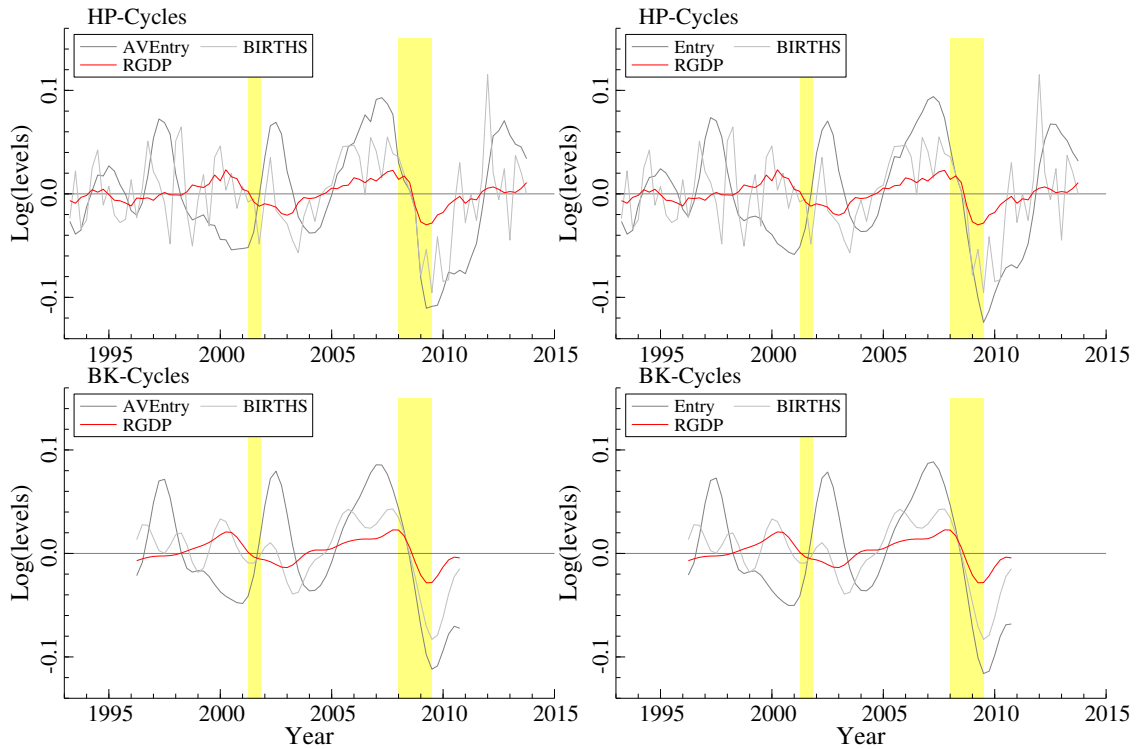 HP-Cycles
AVEntry BIRTHS
RGDP
Log(levels)
0.1
0.0
-0.1
1995 2000 2005 2010 2015
HP-Cycles
Entry BIRTHS
RGDP
Log(levels)
0.1
0.0
-0.1
1995 2000 2005 2010 2015
BK-Cycles
AVEntry BIRTHS
RGDP
Log(levels)
0.1
0.0
-0.1
1995 2000 2005 2010 2015
Year
BK-Cycles
Entry BIRTHS
RGDP
Log(levels)
0.1
0.0
-0.1
1995 2000 2005 2010 2015
Year